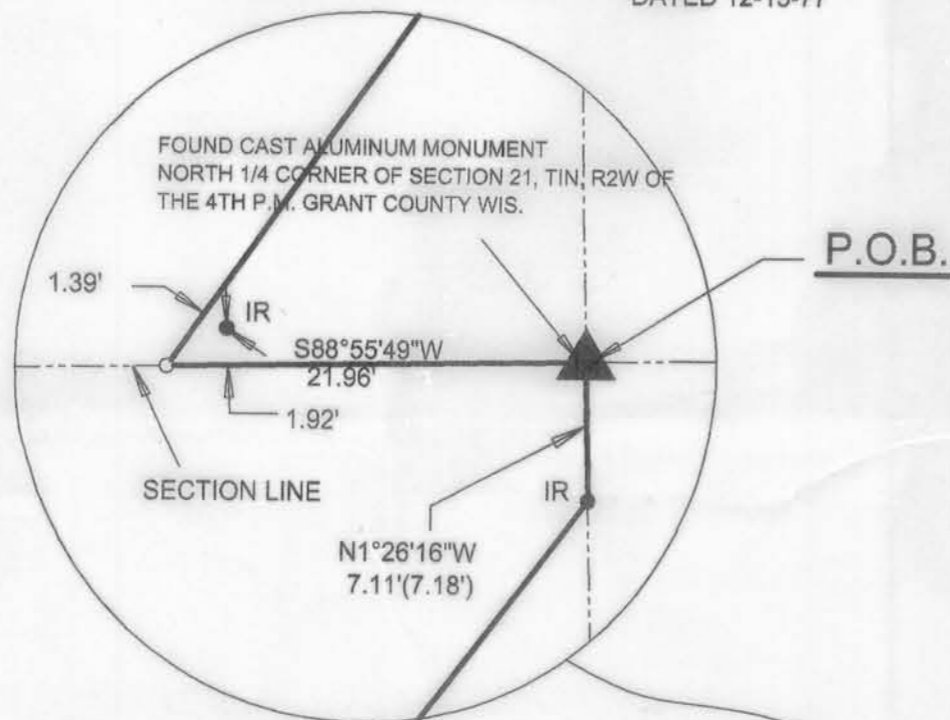 DATED 12-15-77
FOUND CAST ALUMINUM MONUMENT
NORTH 1/4 CORNER OF SECTION 21, T1N, R2W OF
THE 4TH P.M. GRANT COUNTY WIS.
P.O.B.
1.39'
IR
S88°55'49"W
21.96'
1.92'
SECTION LINE
IR
N1°26'16"W
7.11'(7.18')